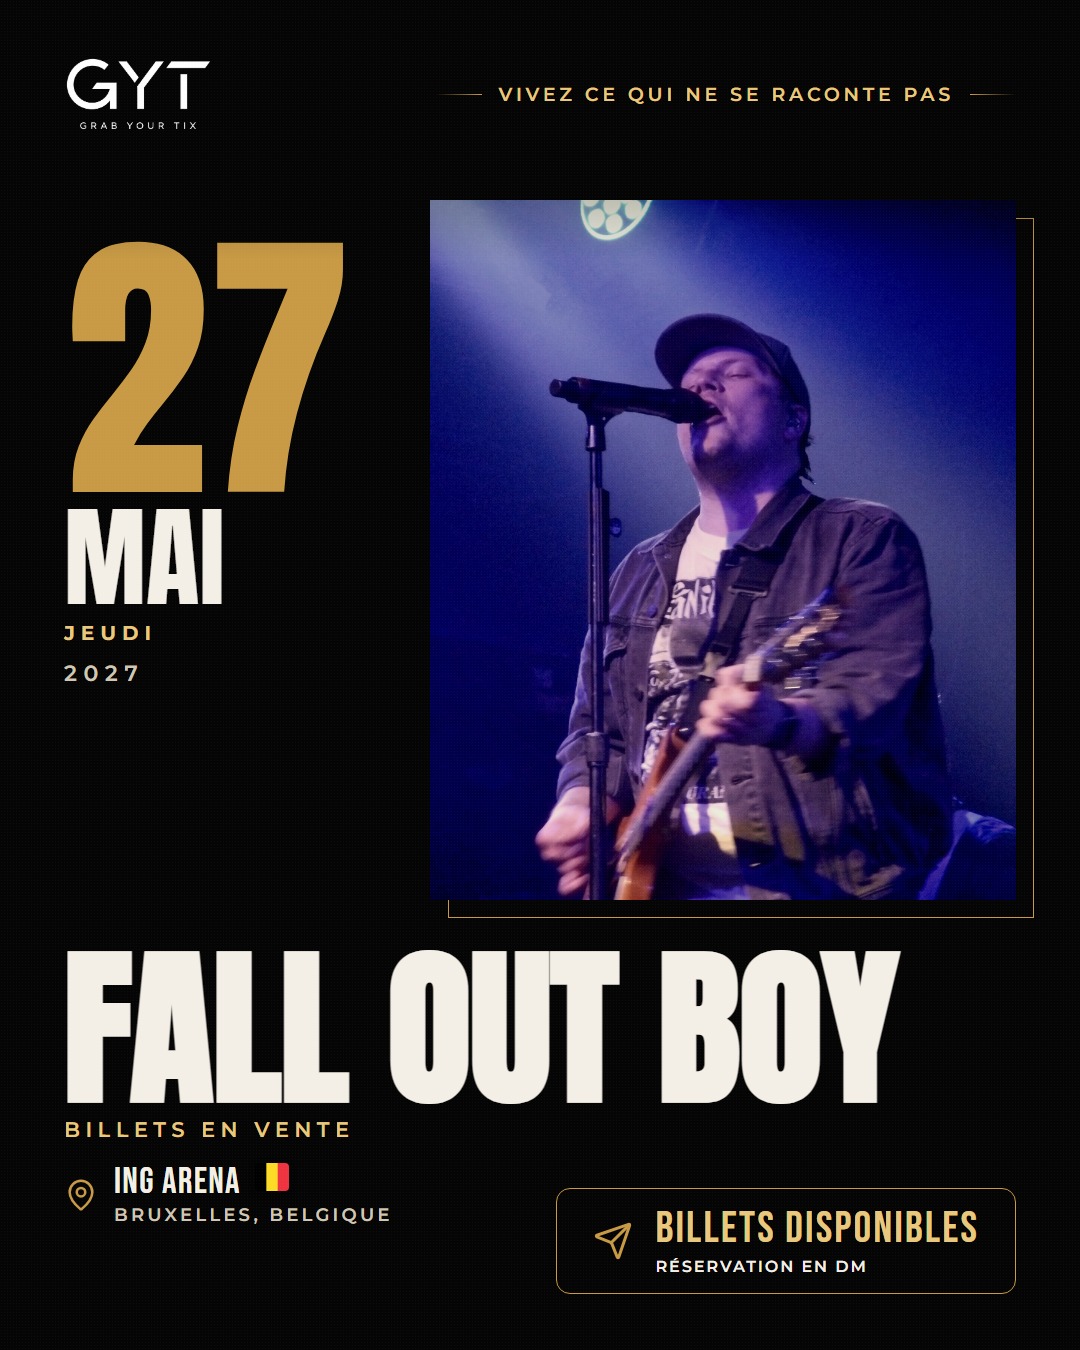 GYT
GRAB YOUR TIX
VIVEZ CE QUI NE SE RACONTE PAS
27
MAI
JEUDI
2027
FALL OUT BOY
BILLETS EN VENTE
ING ARENA
BRUXELLES, BELGIQUE
BILLETS DISPONIBLES
RÉSERVATION EN DM